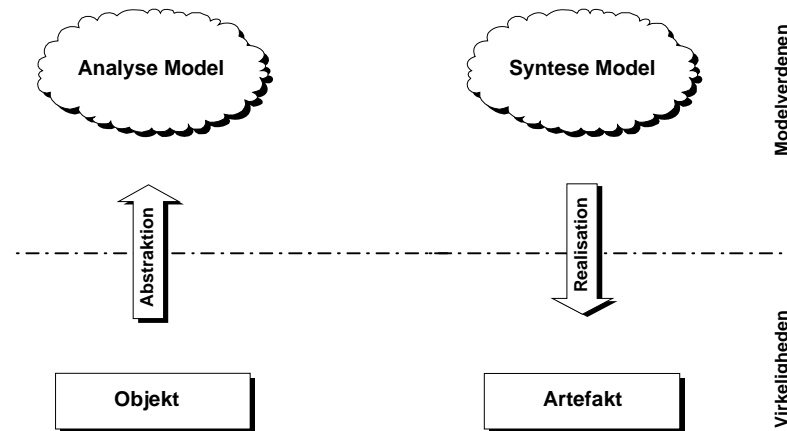 Analyse Model
Syntese Model
Modelverdenen
Abstraktion
Realisation
Virkeligheden
Objekt
Artefakt